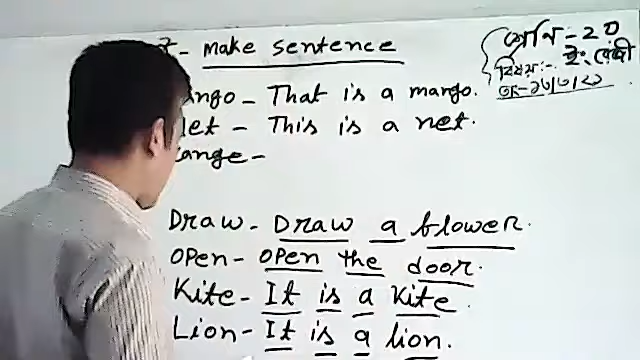 make sentence
ngo - That is a mango.
et - This is a net.
ange -
Draw - Draw a blower.
Open - open the door.
Kite - It is a kite.
Lion - It is a lion.
শ্রেনি - ২০
বিষয়:-